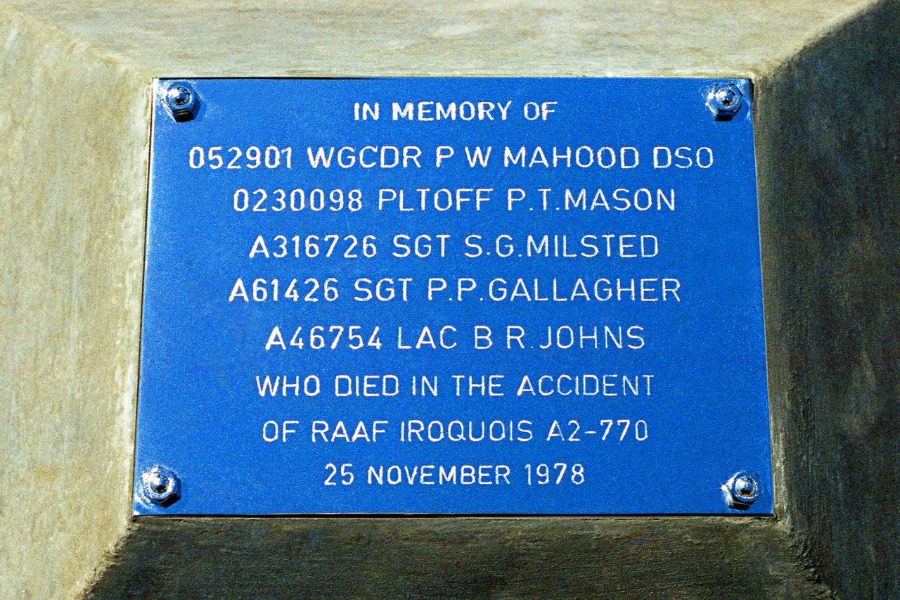 IN MEMORY OF
052901 WGCDR P W MAHOOD DSO
0230098 PLTOFF P.T.MASON
A316726 SGT S.G.MILSTED
A61426 SGT P.P.GALLAGHER
A46754 LAC B R JOHNS
WHO DIED IN THE ACCIDENT
OF RAAF IROQUOIS A2-770
25 NOVEMBER 1978